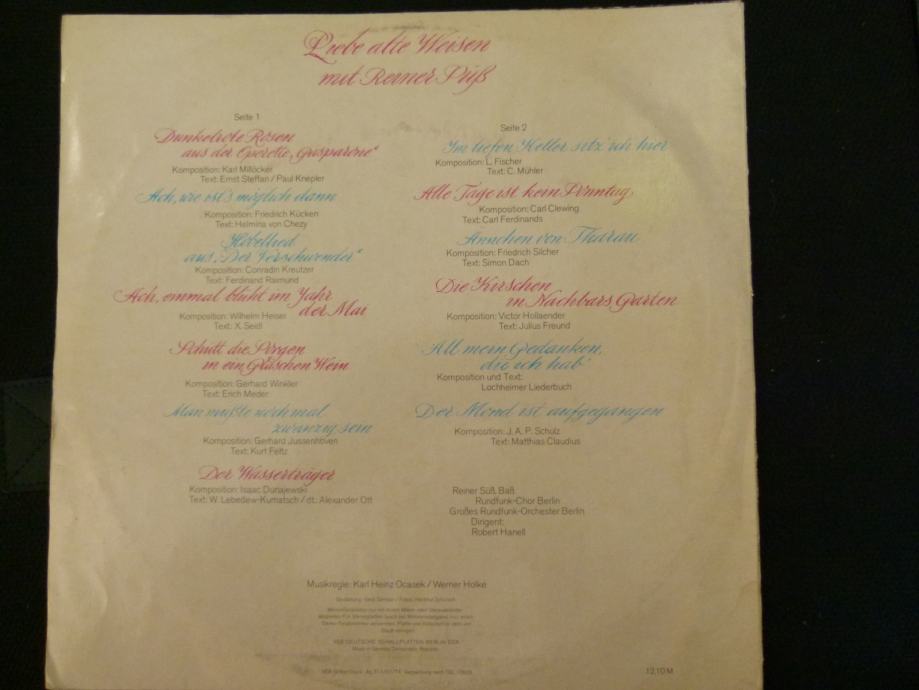 Liebe alte Weisen
mit Reiner Süß
Seite 1
Dunkelrote Rosen
aus der Operette „Gasparone“
Komposition: Karl Millöcker
Text: Ernst Steffan / Paul Knepler
Ach, wie ist's möglich dann
Komposition: Friedrich Kücken
Text: Helmina von Chezy
Hobellied
aus „Der Verschwender“
Komposition: Conradin Kreutzer
Text: Ferdinand Raimund
Ach, einmal blüht im Jahr
der Mai
Komposition: Wilhelm Heiser
Text: X. Seidl
Schütt die Sorgen
in ein Gläschen Wein
Komposition: Gerhard Winkler
Text: Erich Meder
Man müßte nochmal
zwanzig sein
Komposition: Gerhard Jussenhoven
Text: Kurt Feltz
Der Wasserträger
Komposition: Isaac Dunajewski
Text: W. Lebedew-Kumatsch / dt.: Alexander Ott
Seite 2
Im tiefen Keller sitz' ich hier
Komposition: L. Fischer
Text: C. Mühler
Alle Tage ist kein Sonntag
Komposition: Carl Clewing
Text: Carl Ferdinands
Ännchen von Tharau
Komposition: Friedrich Silcher
Text: Simon Dach
Die Kirschen
in Nachbars Garten
Komposition: Victor Hollaender
Text: Julius Freund
All mein Gedanken,
die ich hab'
Komposition und Text:
Lochheimer Liederbuch
Der Mond ist aufgegangen
Komposition: J. A. P. Schulz
Text: Matthias Claudius
Reiner Süß, Baß
Rundfunk-Chor Berlin
Großes Rundfunk-Orchester Berlin
Dirigent:
Robert Hanell
Musikregie: Karl Heinz Ocasek / Werner Holke
VEB DEUTSCHE SCHALLPLATTEN BERLIN DDR
Made in German Democratic Republic
12,10 M